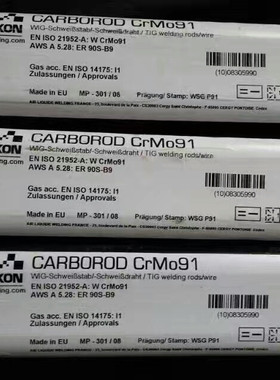 CARBOROD CrMo91
WIG-Schweißstab/-Schweißdraht / TIG welding rods/wire
EN ISO 21952-A: W CrMo91
AWS A 5.28: ER 90S-B9
Gas acc. EN ISO 14175: I1
Zulassungen / Approvals
(10)08305990
Made in EU MP - 301 / 08 Prägung/ Stamp: WSG P91
XON
ng.com
CARBOROD CrMo91
WIG-Schweißstab/-Schweißdraht / TIG welding rods/wire
EN ISO 21952-A: W CrMo91
AWS A 5.28: ER 90S-B9
Gas acc. EN ISO 14175: I1
Zulassungen / Approvals
(10)08305990
Made in EU MP - 301 / 08 Prägung/ Stamp: WSG P91
XON
ing.com
CARBOROD CrMo91
WIG-Schweißstab/-Schweißdraht / TIG welding rods/wire
EN ISO 21952-A: W CrMo91
AWS A 5.28: ER 90S-B9
Gas acc. EN ISO 14175: I1
Zulassungen / Approvals
(10)08305990
Made in EU MP - 301 / 08 Prägung/ Stamp: WSG P91